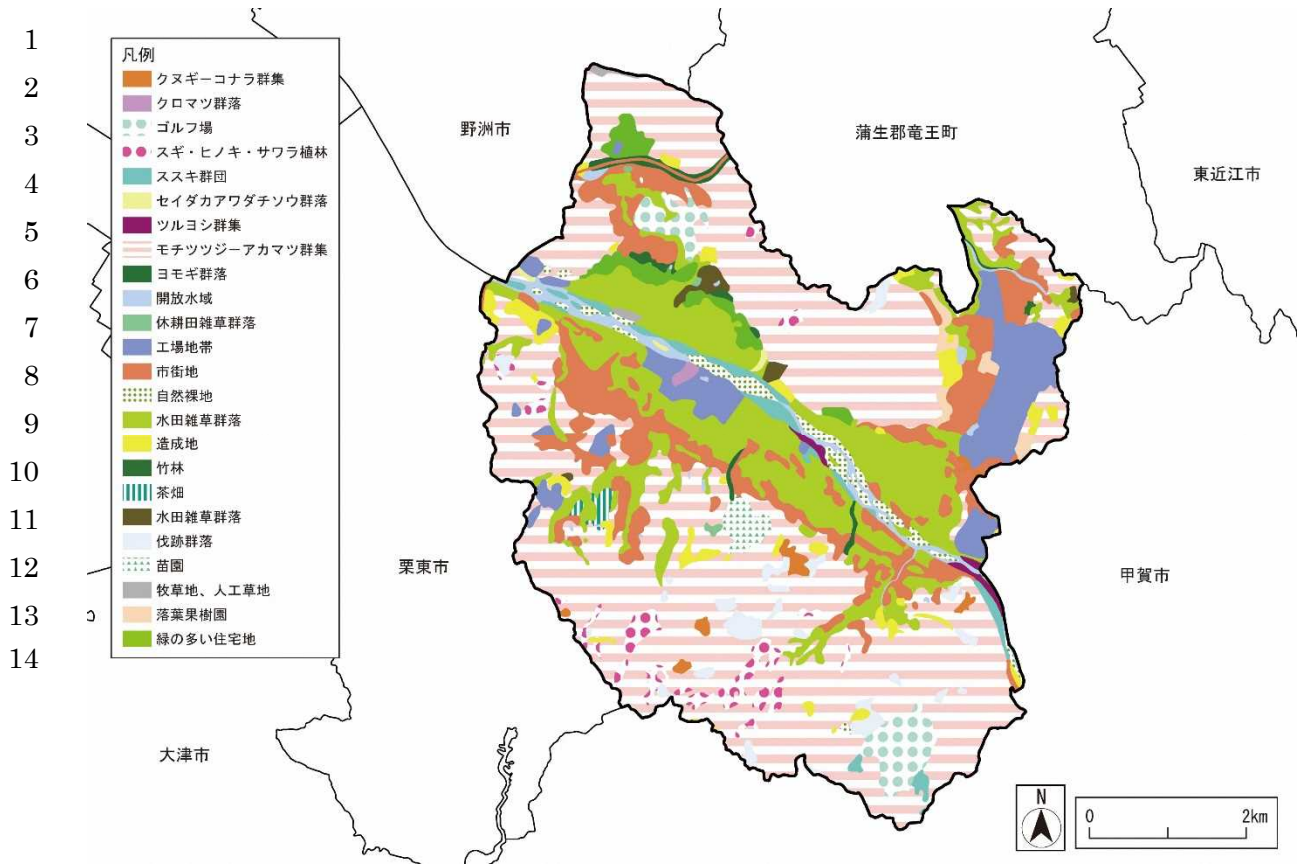 1
2
3
4
5
6
7
8
9
10
11
12
13
14
凡例
クヌギーコナラ群集
クロマツ群落
ゴルフ場
スギ・ヒノキ・サワラ植林
ススキ群団
セイダカアワダチソウ群落
ツルヨシ群集
モチツツジーアカマツ群集
ヨモギ群落
開放水域
休耕田雑草群落
工場地帯
市街地
自然裸地
水田雑草群落
造成地
竹林
茶畑
水田雑草群落
伐跡群落
苗園
牧草地、人工草地
落葉果樹園
緑の多い住宅地
野洲市
蒲生郡竜王町
東近江市
栗東市
甲賀市
大津市
N
0 2km